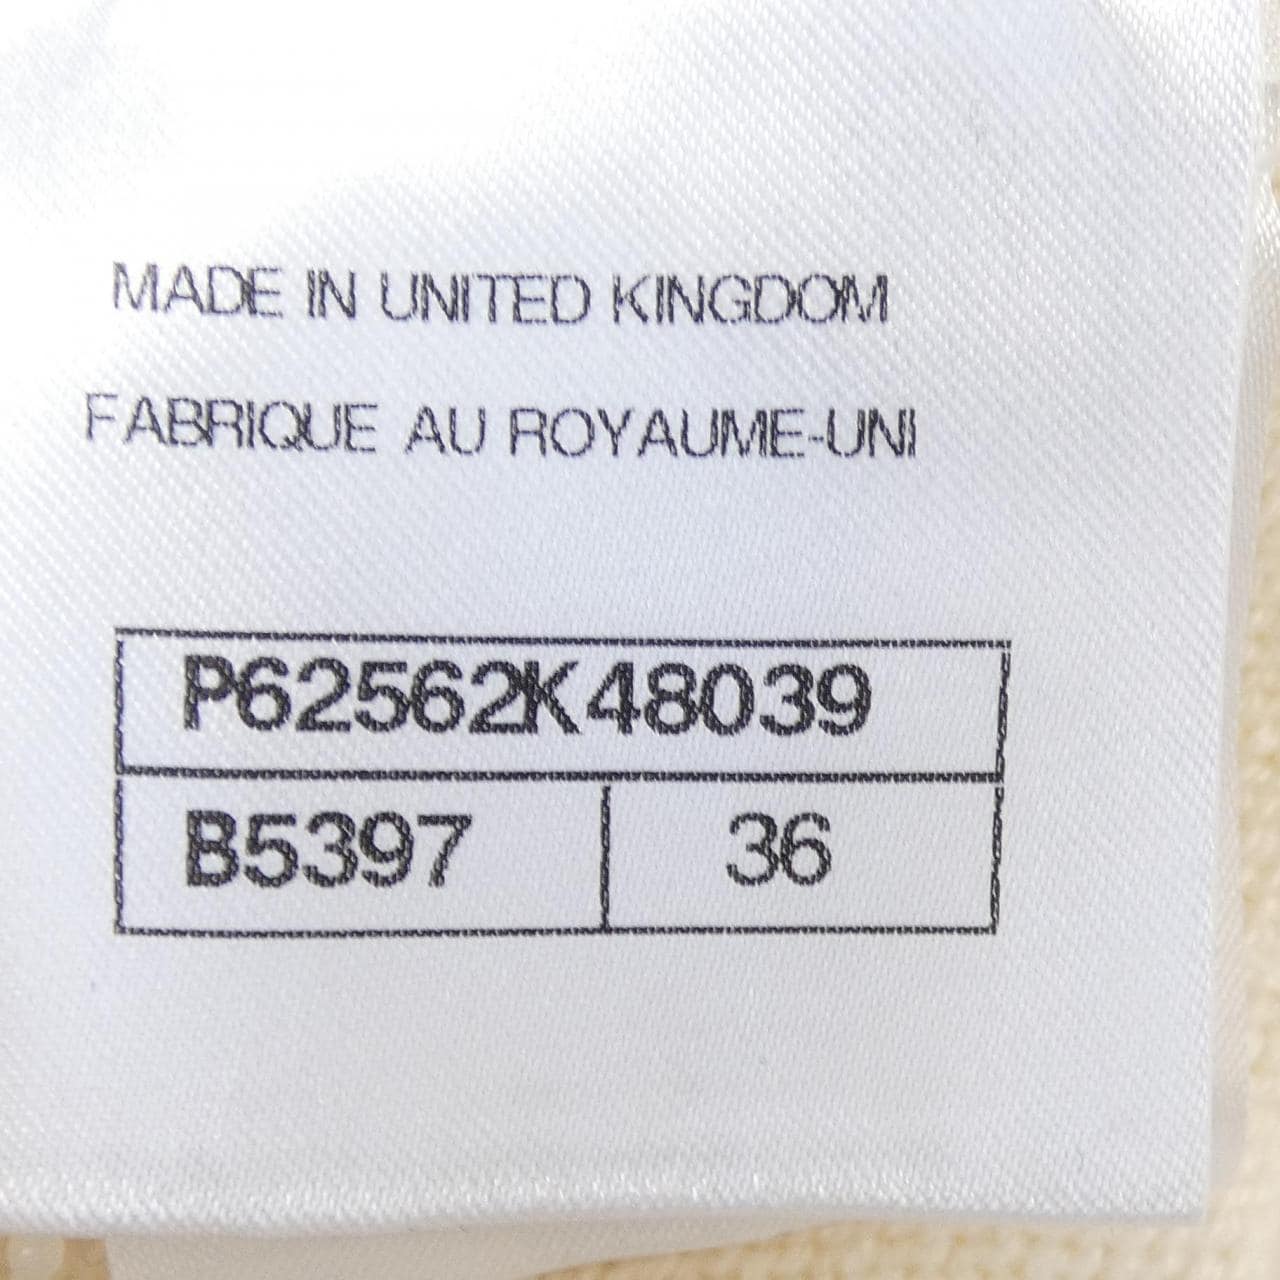 MADE IN UNITED KINGDOM
FABRIQUE AU ROYAUME-UNI
P62562K48039
B5397 36